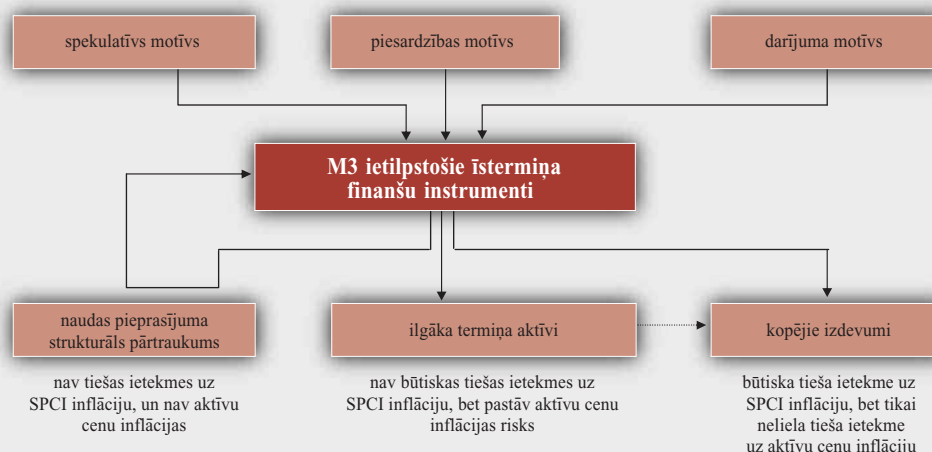 spekulatīvs motīvs
piesardzības motīvs
darījuma motīvs
M3 ietilpstošie īstermiņa
finanšu instrumenti
naudas pieprasījuma
strukturāls pārtraukums
ilgāka termiņa aktīvi
kopējie izdevumi
nav tiešas ietekmes uz
SPCI inflāciju, un nav aktīvu
cenu inflācijas
nav būtiskas tiešas ietekmes uz
SPCI inflāciju, bet pastāv aktīvu cenu
inflācijas risks
būtiska tieša ietekme uz
SPCI inflāciju, bet tikai
neliela tieša ietekme
uz aktīvu cenu inflāciju